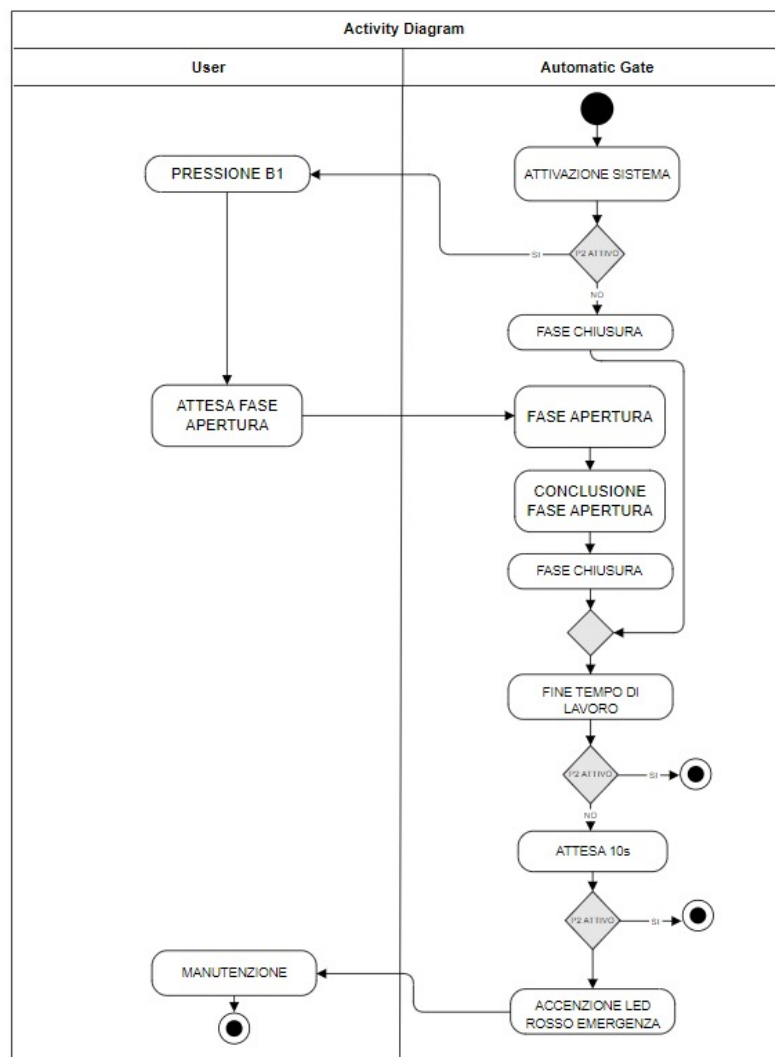 Activity Diagram
User
Automatic Gate
ATTIVAZIONE SISTEMA
PRESSIONE B1
P2 ATTIVO
SI
NO
FASE CHIUSURA
ATTESA FASE
APERTURA
FASE APERTURA
CONCLUSIONE
FASE APERTURA
FASE CHIUSURA
FINE TEMPO DI
LAVORO
P2 ATTIVO
SI
NO
ATTESA 10s
P2 ATTIVO
SI
MANUTENZIONE
ACCENZIONE LED
ROSSO EMERGENZA